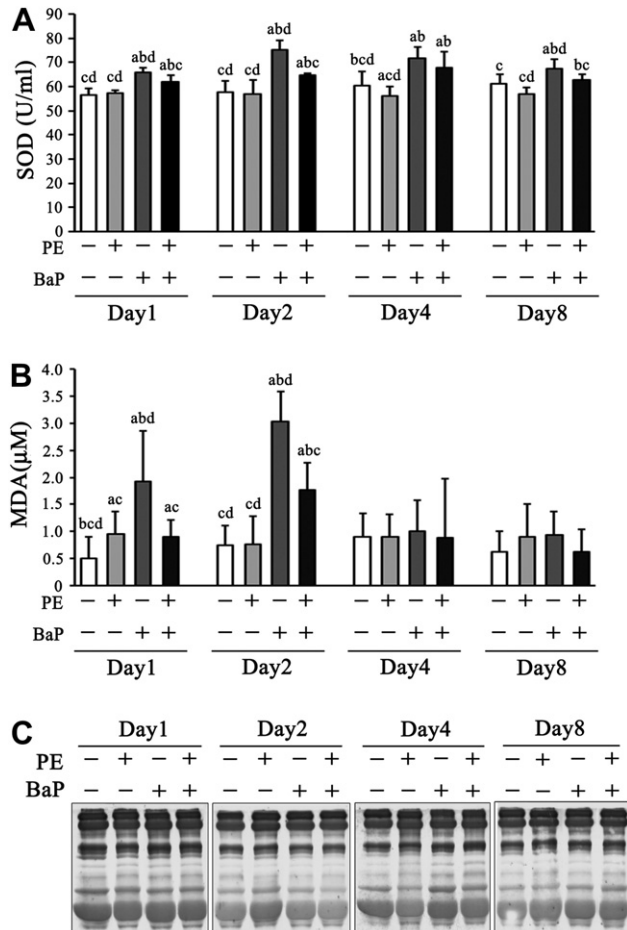 A
SOD (U/ml)
90
80
70
60
50
40
30
20
10
0
cd cd abd abc
cd cd abd abc
bcd acd ab ab
c cd abd bc
PE − + − + − + − + − + − + − + − +
BaP − − + + − − + + − − + + − − + +
Day1 Day2 Day4 Day8
B
MDA(μM)
4.0
3.5
3.0
2.5
2.0
1.5
1.0
0.5
0.0
bcd ac abd ac
cd cd abd abc
PE − + − + − + − + − + − + − + − +
BaP − − + + − − + + − − + + − − + +
Day1 Day2 Day4 Day8
C
Day1 Day2 Day4 Day8
PE − + − + − + − + − + − + − + − +
BaP − − + + − − + + − − + + − − + +